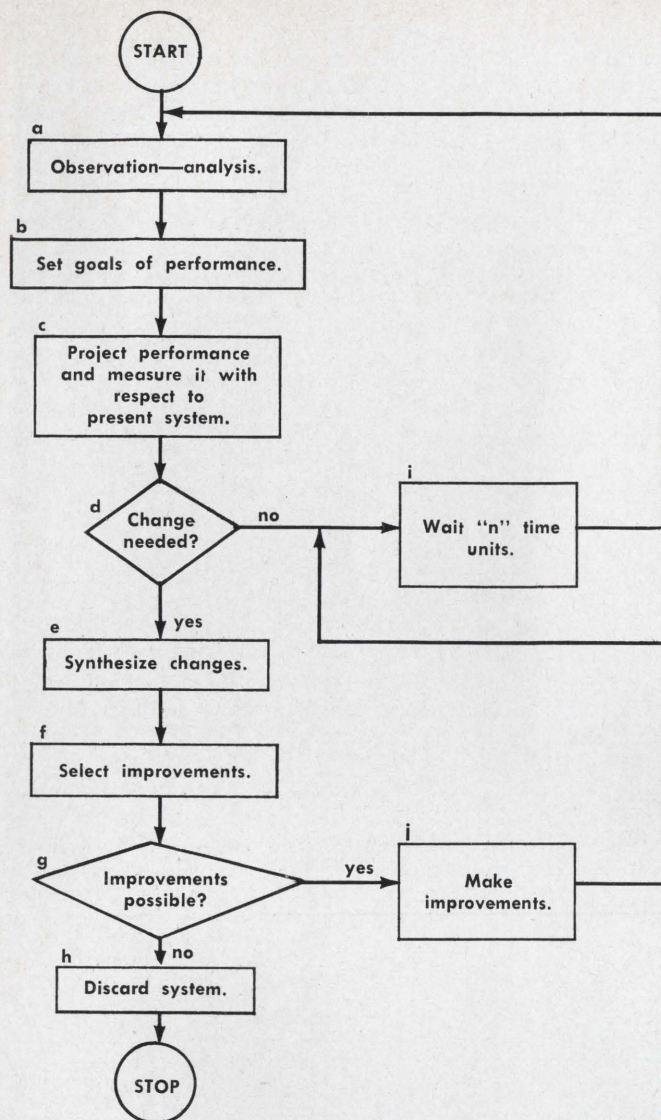 START
a
Observation—analysis.
b
Set goals of performance.
c
Project performance
and measure it with
respect to
present system.
d
Change
needed?
no
i
Wait "n" time
units.
yes
e
Synthesize changes.
f
Select improvements.
g
Improvements
possible?
yes
j
Make
improvements.
no
h
Discard system.
STOP